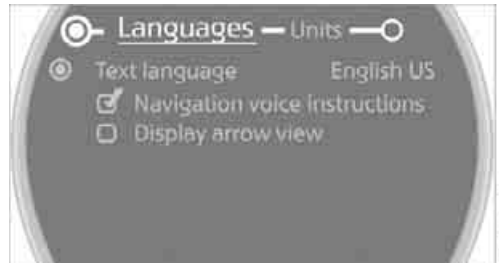 Languages Units
Text language English US
Navigation voice instructions
Display arrow view